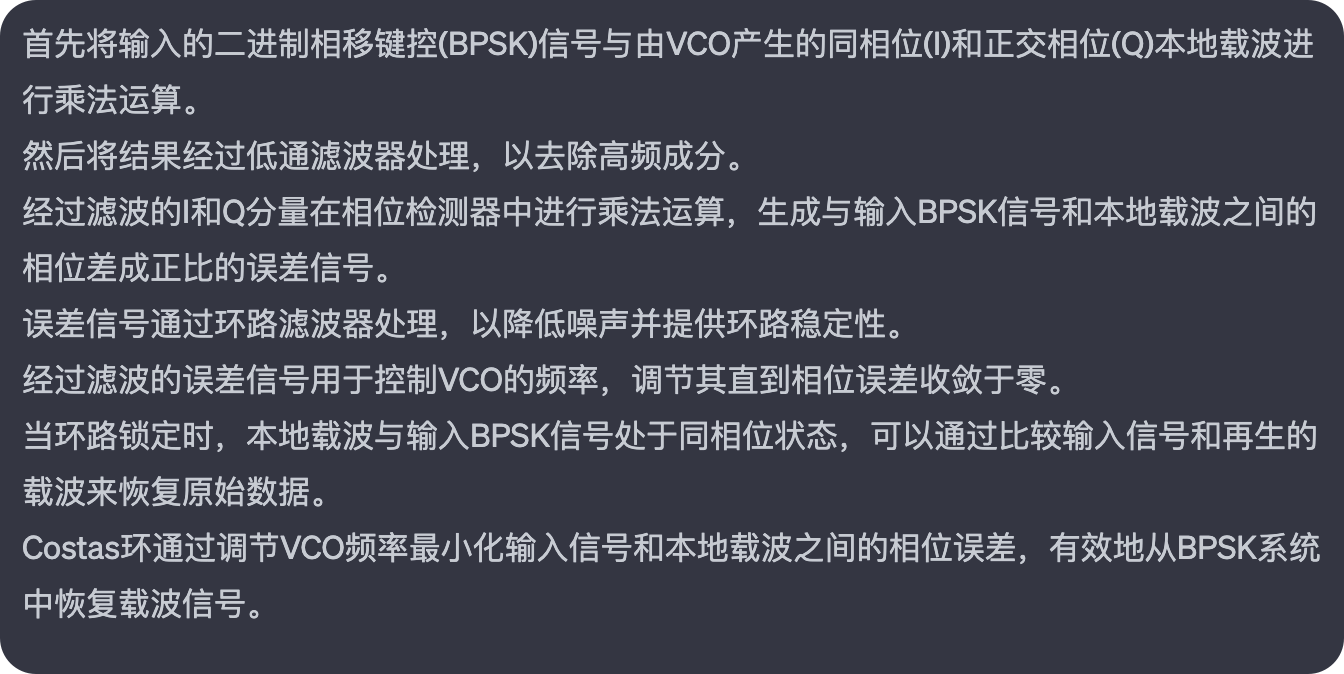 首先将输入的二进制相移键控(BPSK)信号与由VCO产生的同相位(I)和正交相位(Q)本地载波进
行乘法运算。
然后将结果经过低通滤波器处理，以去除高频成分。
经过滤波的I和Q分量在相位检测器中进行乘法运算，生成与输入BPSK信号和本地载波之间的
相位差成正比的误差信号。
误差信号通过环路滤波器处理，以降低噪声并提供环路稳定性。
经过滤波的误差信号用于控制VCO的频率，调节其直到相位误差收敛于零。
当环路锁定时，本地载波与输入BPSK信号处于同相位状态，可以通过比较输入信号和再生的
载波来恢复原始数据。
Costas环通过调节VCO频率最小化输入信号和本地载波之间的相位误差，有效地从BPSK系统
中恢复载波信号。